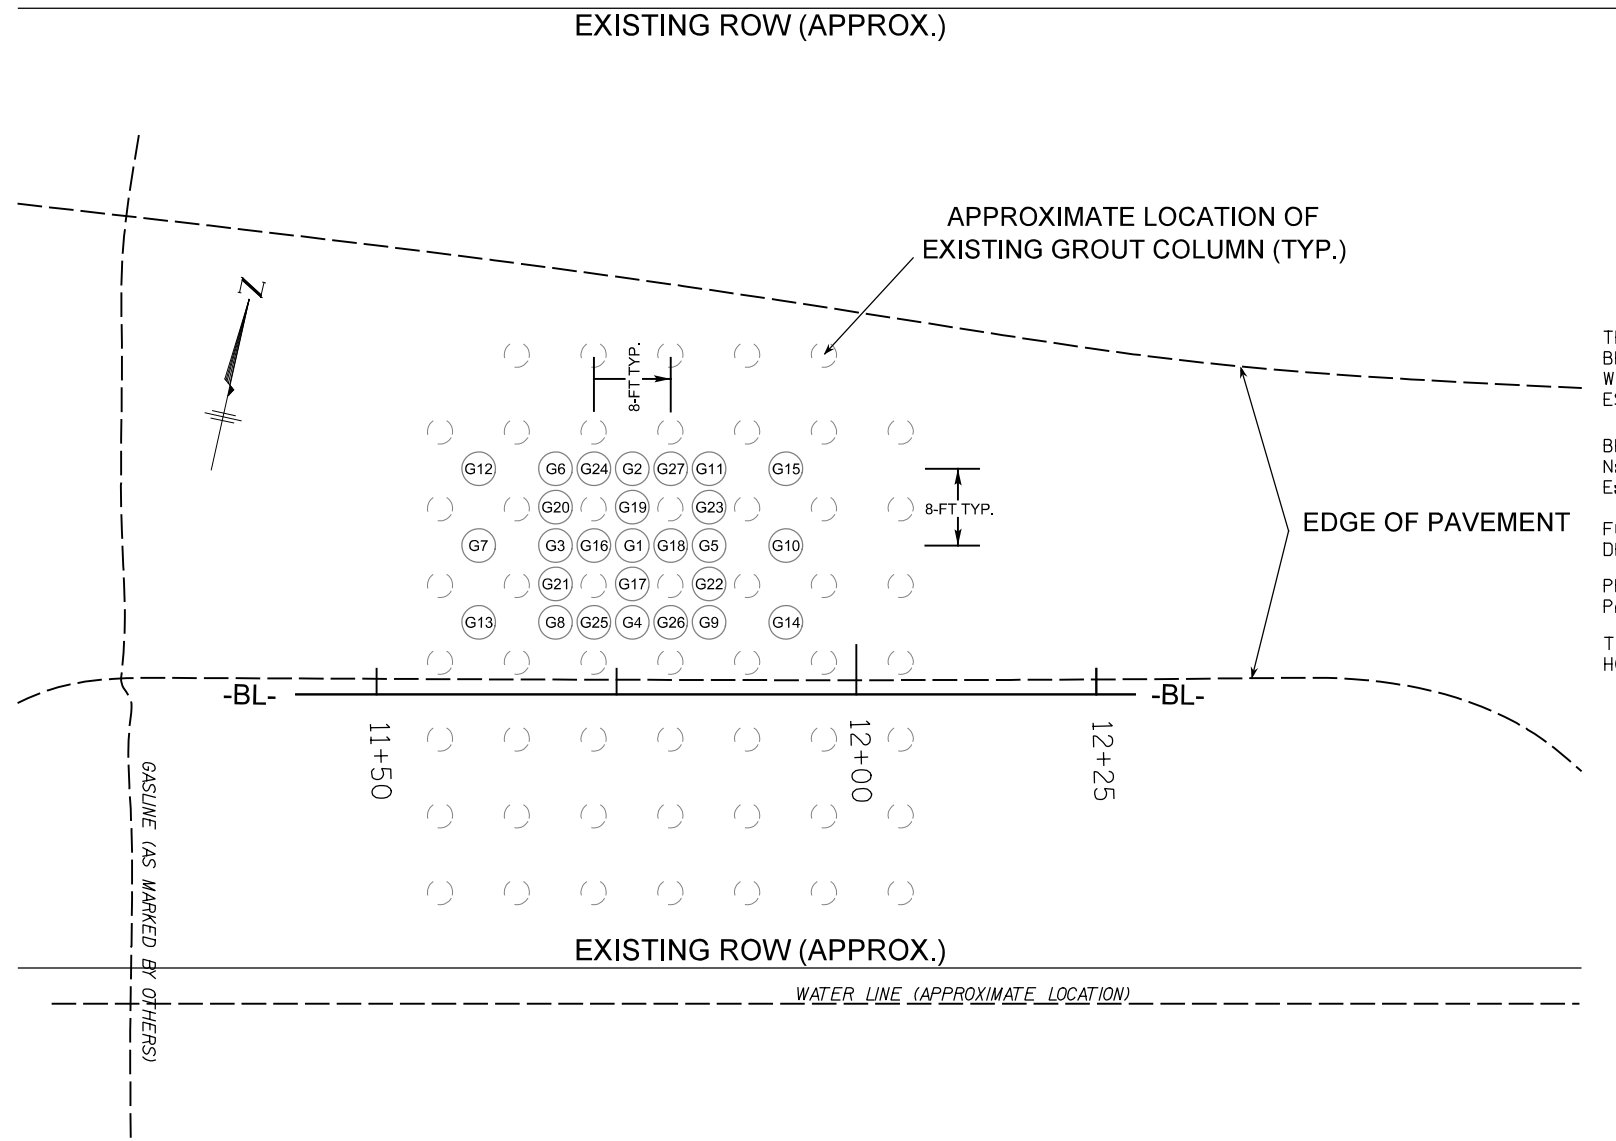 EXISTING ROW (APPROX.)
APPROXIMATE LOCATION OF
EXISTING GROUT COLUMN (TYP.)
N
8-FT TYP.
G12 G6 G24 G2 G27 G11 G15
G20 G19 G23
8-FT TYP.
G7 G3 G16 G1 G18 G5 G10
G21 G17 G22
G13 G8 G25 G4 G26 G9 G14
EDGE OF PAVEMENT
-BL-
-BL-
11+50
12+00
12+25
GASLINE (AS MARKED BY OTHERS)
EXISTING ROW (APPROX.)
WATER LINE (APPROXIMATE LOCATION)